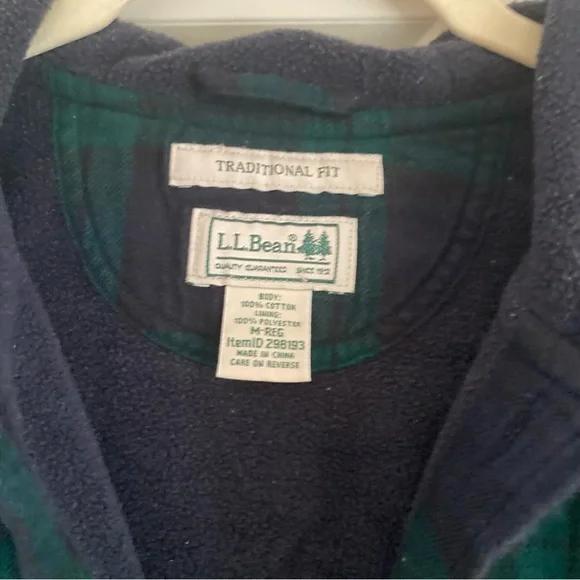 TRADITIONAL FIT
L.L.Bean®
QUALITY GUARANTEED SINCE 1912
BODY:
100% COTTON
LINING:
100% POLYESTER
M-REG
ItemID 298193
MADE IN CHINA
CARE ON REVERSE